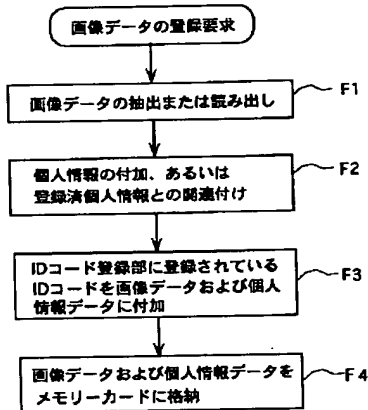 画像データの登録要求
画像データの抽出または読み出し
F1
個人情報の付加、あるいは
登録済個人情報との関連付け
F2
IDコード登録部に登録されている
IDコードを画像データおよび個人
情報データに付加
F3
画像データおよび個人情報データを
メモリーカードに格納
F4